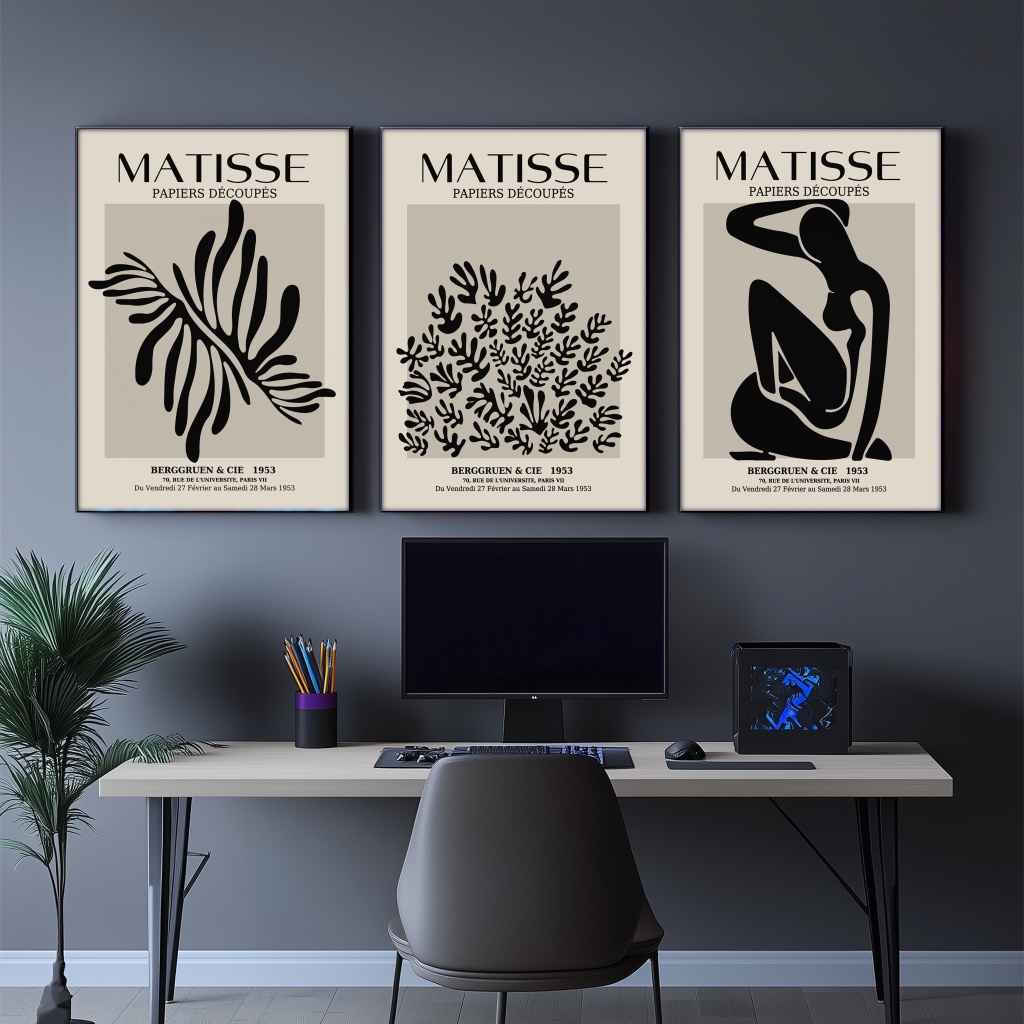 MATISSE
PAPIERS DÉCOUPÉS
BERGGRUEN & CIE 1953
70, RUE DE L'UNIVERSITE, PARIS VII
Du Vendredi 27 Février au Samedi 28 Mars 1953
MATISSE
PAPIERS DÉCOUPÉS
BERGGRUEN & CIE 1953
70, RUE DE L'UNIVERSITE, PARIS VII
Du Vendredi 27 Février au Samedi 28 Mars 1953
MATISSE
PAPIERS DÉCOUPÉS
BERGGRUEN & CIE 1953
70, RUE DE L'UNIVERSITE, PARIS VII
Du Vendredi 27 Février au Samedi 28 Mars 1953